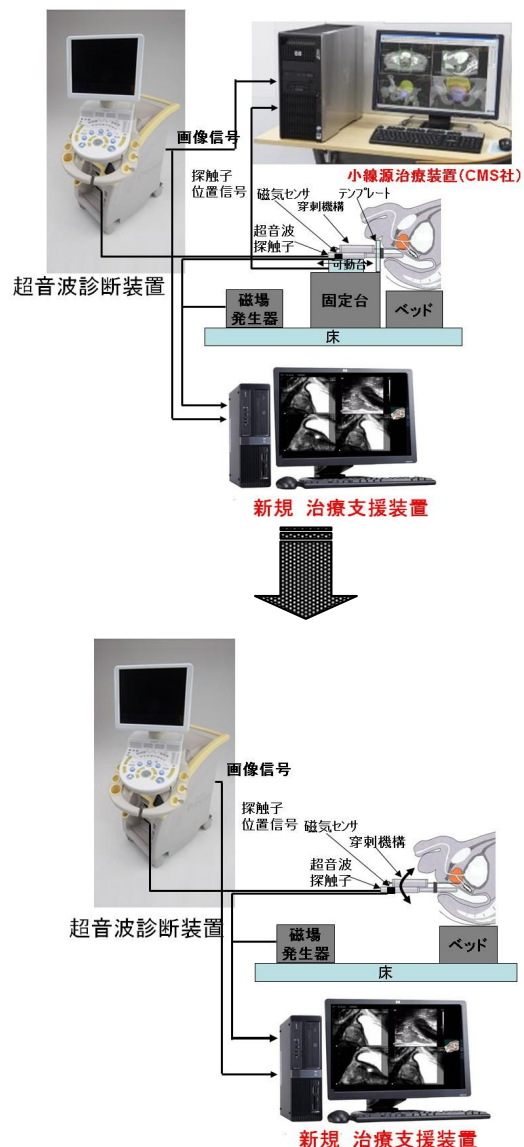 画像信号
小線源治療装置(CMS社)
探触子
位置信号
磁気センサ
テンプレート
穿刺機構
超音波
探触子
可動台
超音波診断装置
磁場
発生器
固定台
ベッド
床
新規 治療支援装置
画像信号
探触子
位置信号
磁気センサ
穿刺機構
超音波
探触子
超音波診断装置
磁場
発生器
ベッド
床
新規 治療支援装置